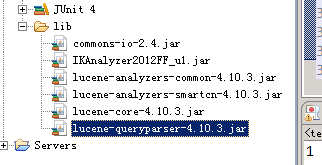 JUnit 4
lib
commons-io-2.4.jar
IKAnalyzer2012FF_u1.jar
lucene-analyzers-common-4.10.3.jar
lucene-analyzers-smartcn-4.10.3.jar
lucene-core-4.10.3.jar
lucene-queryparser-4.10.3.jar
Servers
<te
1